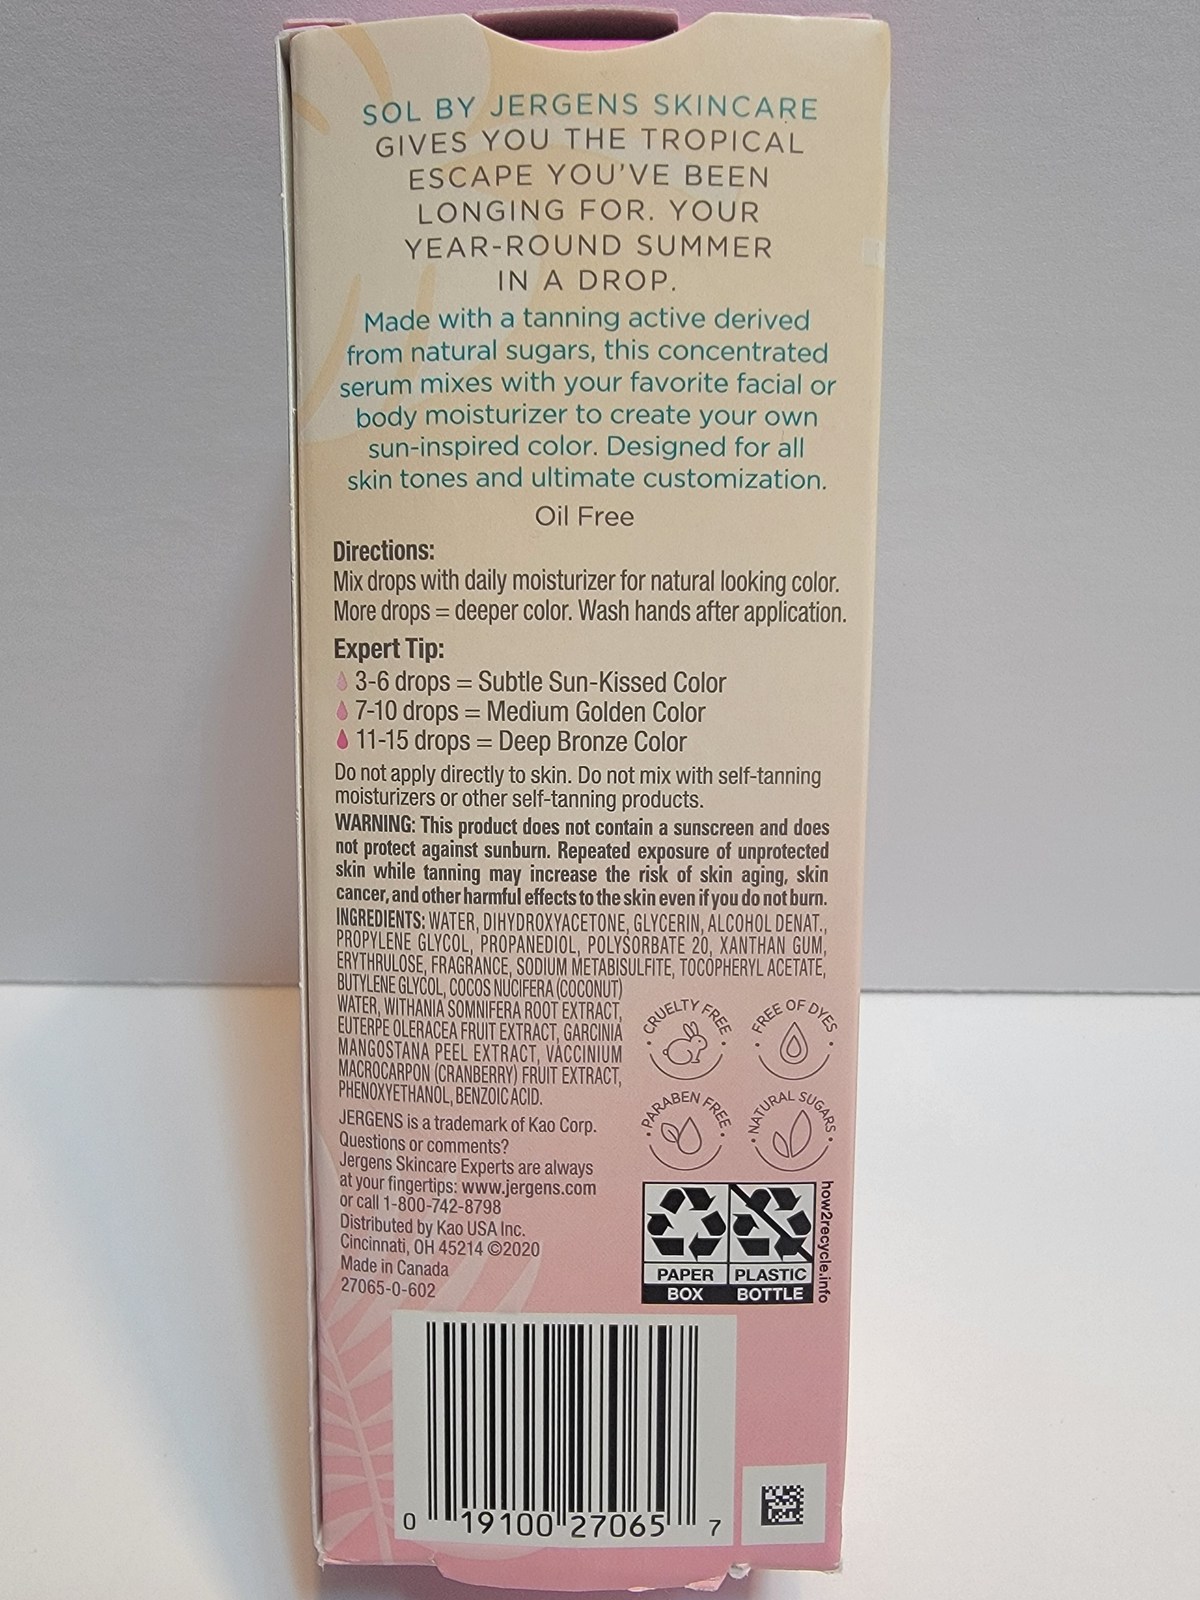 SOL BY JERGENS SKINCARE
GIVES YOU THE TROPICAL
ESCAPE YOU'VE BEEN
LONGING FOR. YOUR
YEAR-ROUND SUMMER
IN A DROP.
Made with a tanning active derived
from natural sugars, this concentrated
serum mixes with your favorite facial or
body moisturizer to create your own
sun-inspired color. Designed for all
skin tones and ultimate customization.
Oil Free
Directions:
Mix drops with daily moisturizer for natural looking color.
More drops = deeper color. Wash hands after application.
Expert Tip:
3-6 drops = Subtle Sun-Kissed Color
7-10 drops = Medium Golden Color
11-15 drops = Deep Bronze Color
Do not apply directly to skin. Do not mix with self-tanning
moisturizers or other self-tanning products.
WARNING: This product does not contain a sunscreen and does
not protect against sunburn. Repeated exposure of unprotected
skin while tanning may increase the risk of skin aging, skin
cancer, and other harmful effects to the skin even if you do not burn.
INGREDIENTS: WATER, DIHYDROXYACETONE, GLYCERIN, ALCOHOL DENAT.,
PROPYLENE GLYCOL, PROPANEDIOL, POLYSORBATE 20, XANTHAN GUM,
ERYTHRULOSE, FRAGRANCE, SODIUM METABISULFITE, TOCOPHERYL ACETATE,
BUTYLENE GLYCOL, COCOS NUCIFERA (COCONUT)
WATER, WITHANIA SOMNIFERA ROOT EXTRACT,
EUTERPE OLERACEA FRUIT EXTRACT, GARCINIA
MANGOSTANA PEEL EXTRACT, VACCINIUM
MACROCARPON (CRANBERRY) FRUIT EXTRACT,
PHENOXYETHANOL, BENZOIC ACID.
CRUELTY FREE
FREE OF DYES
PARABEN FREE
NATURAL SUGARS
JERGENS is a trademark of Kao Corp.
Questions or comments?
Jergens Skincare Experts are always
at your fingertips: www.jergens.com
or call 1-800-742-8798
Distributed by Kao USA Inc.
Cincinnati, OH 45214 ©2020
Made in Canada
27065-0-602
PAPER
BOX
PLASTIC
BOTTLE
how2recycle.info
0 19100 27065 7